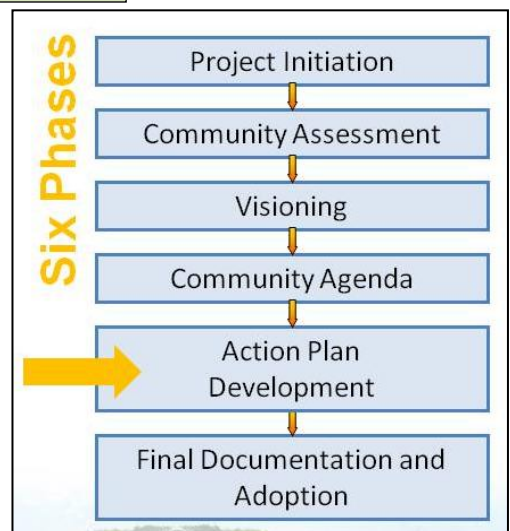 Six Phases
Project Initiation
Community Assessment
Visioning
Community Agenda
Action Plan
Development
Final Documentation and
Adoption